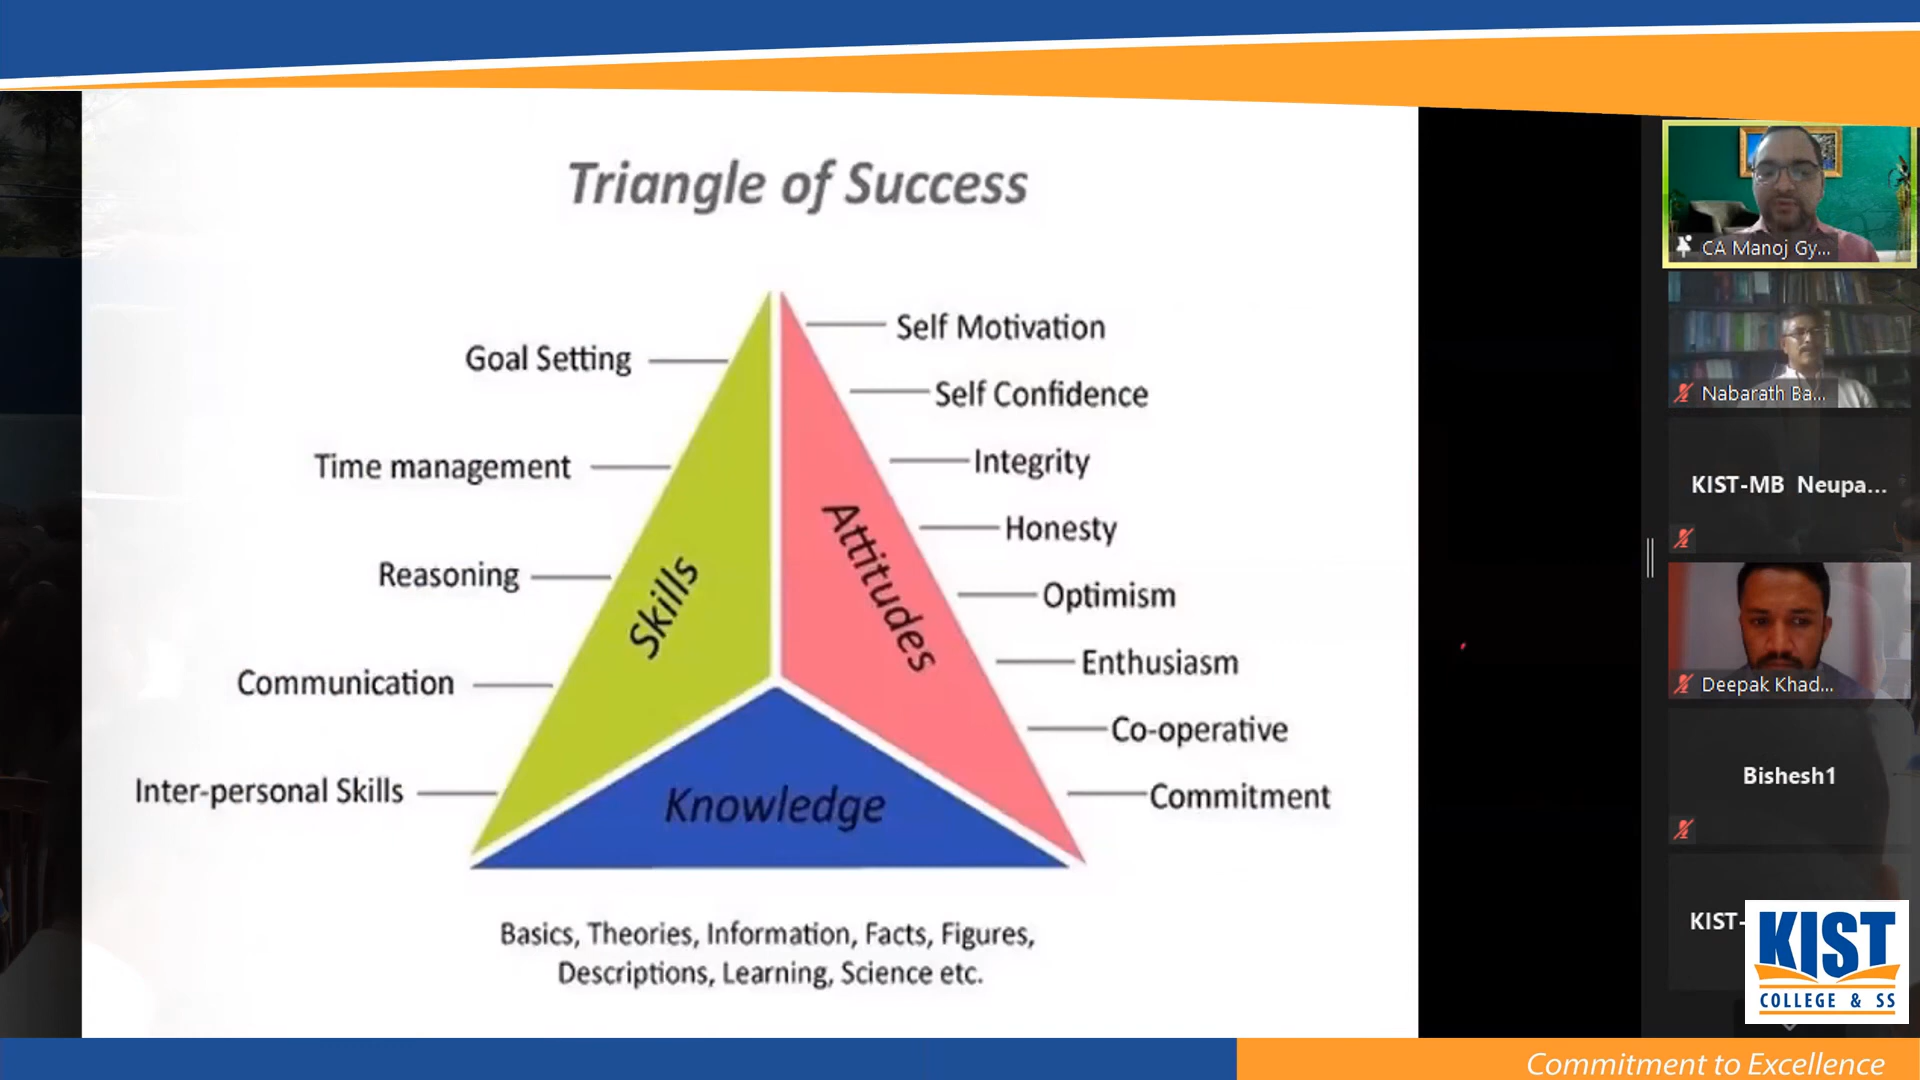 Triangle of Success
Goal Setting
Time management
Reasoning
Communication
Inter-personal Skills
Skills
Attitudes
Knowledge
Self Motivation
Self Confidence
Integrity
Honesty
Optimism
Enthusiasm
Co-operative
Commitment
Basics, Theories, Information, Facts, Figures,
Descriptions, Learning, Science etc.
CA Manoj Gy...
Nabarath Ba...
KIST-MB Neupa...
Deepak Khad...
Bishesh1
KIST-
KIST
COLLEGE & SS
Commitment to Excellence